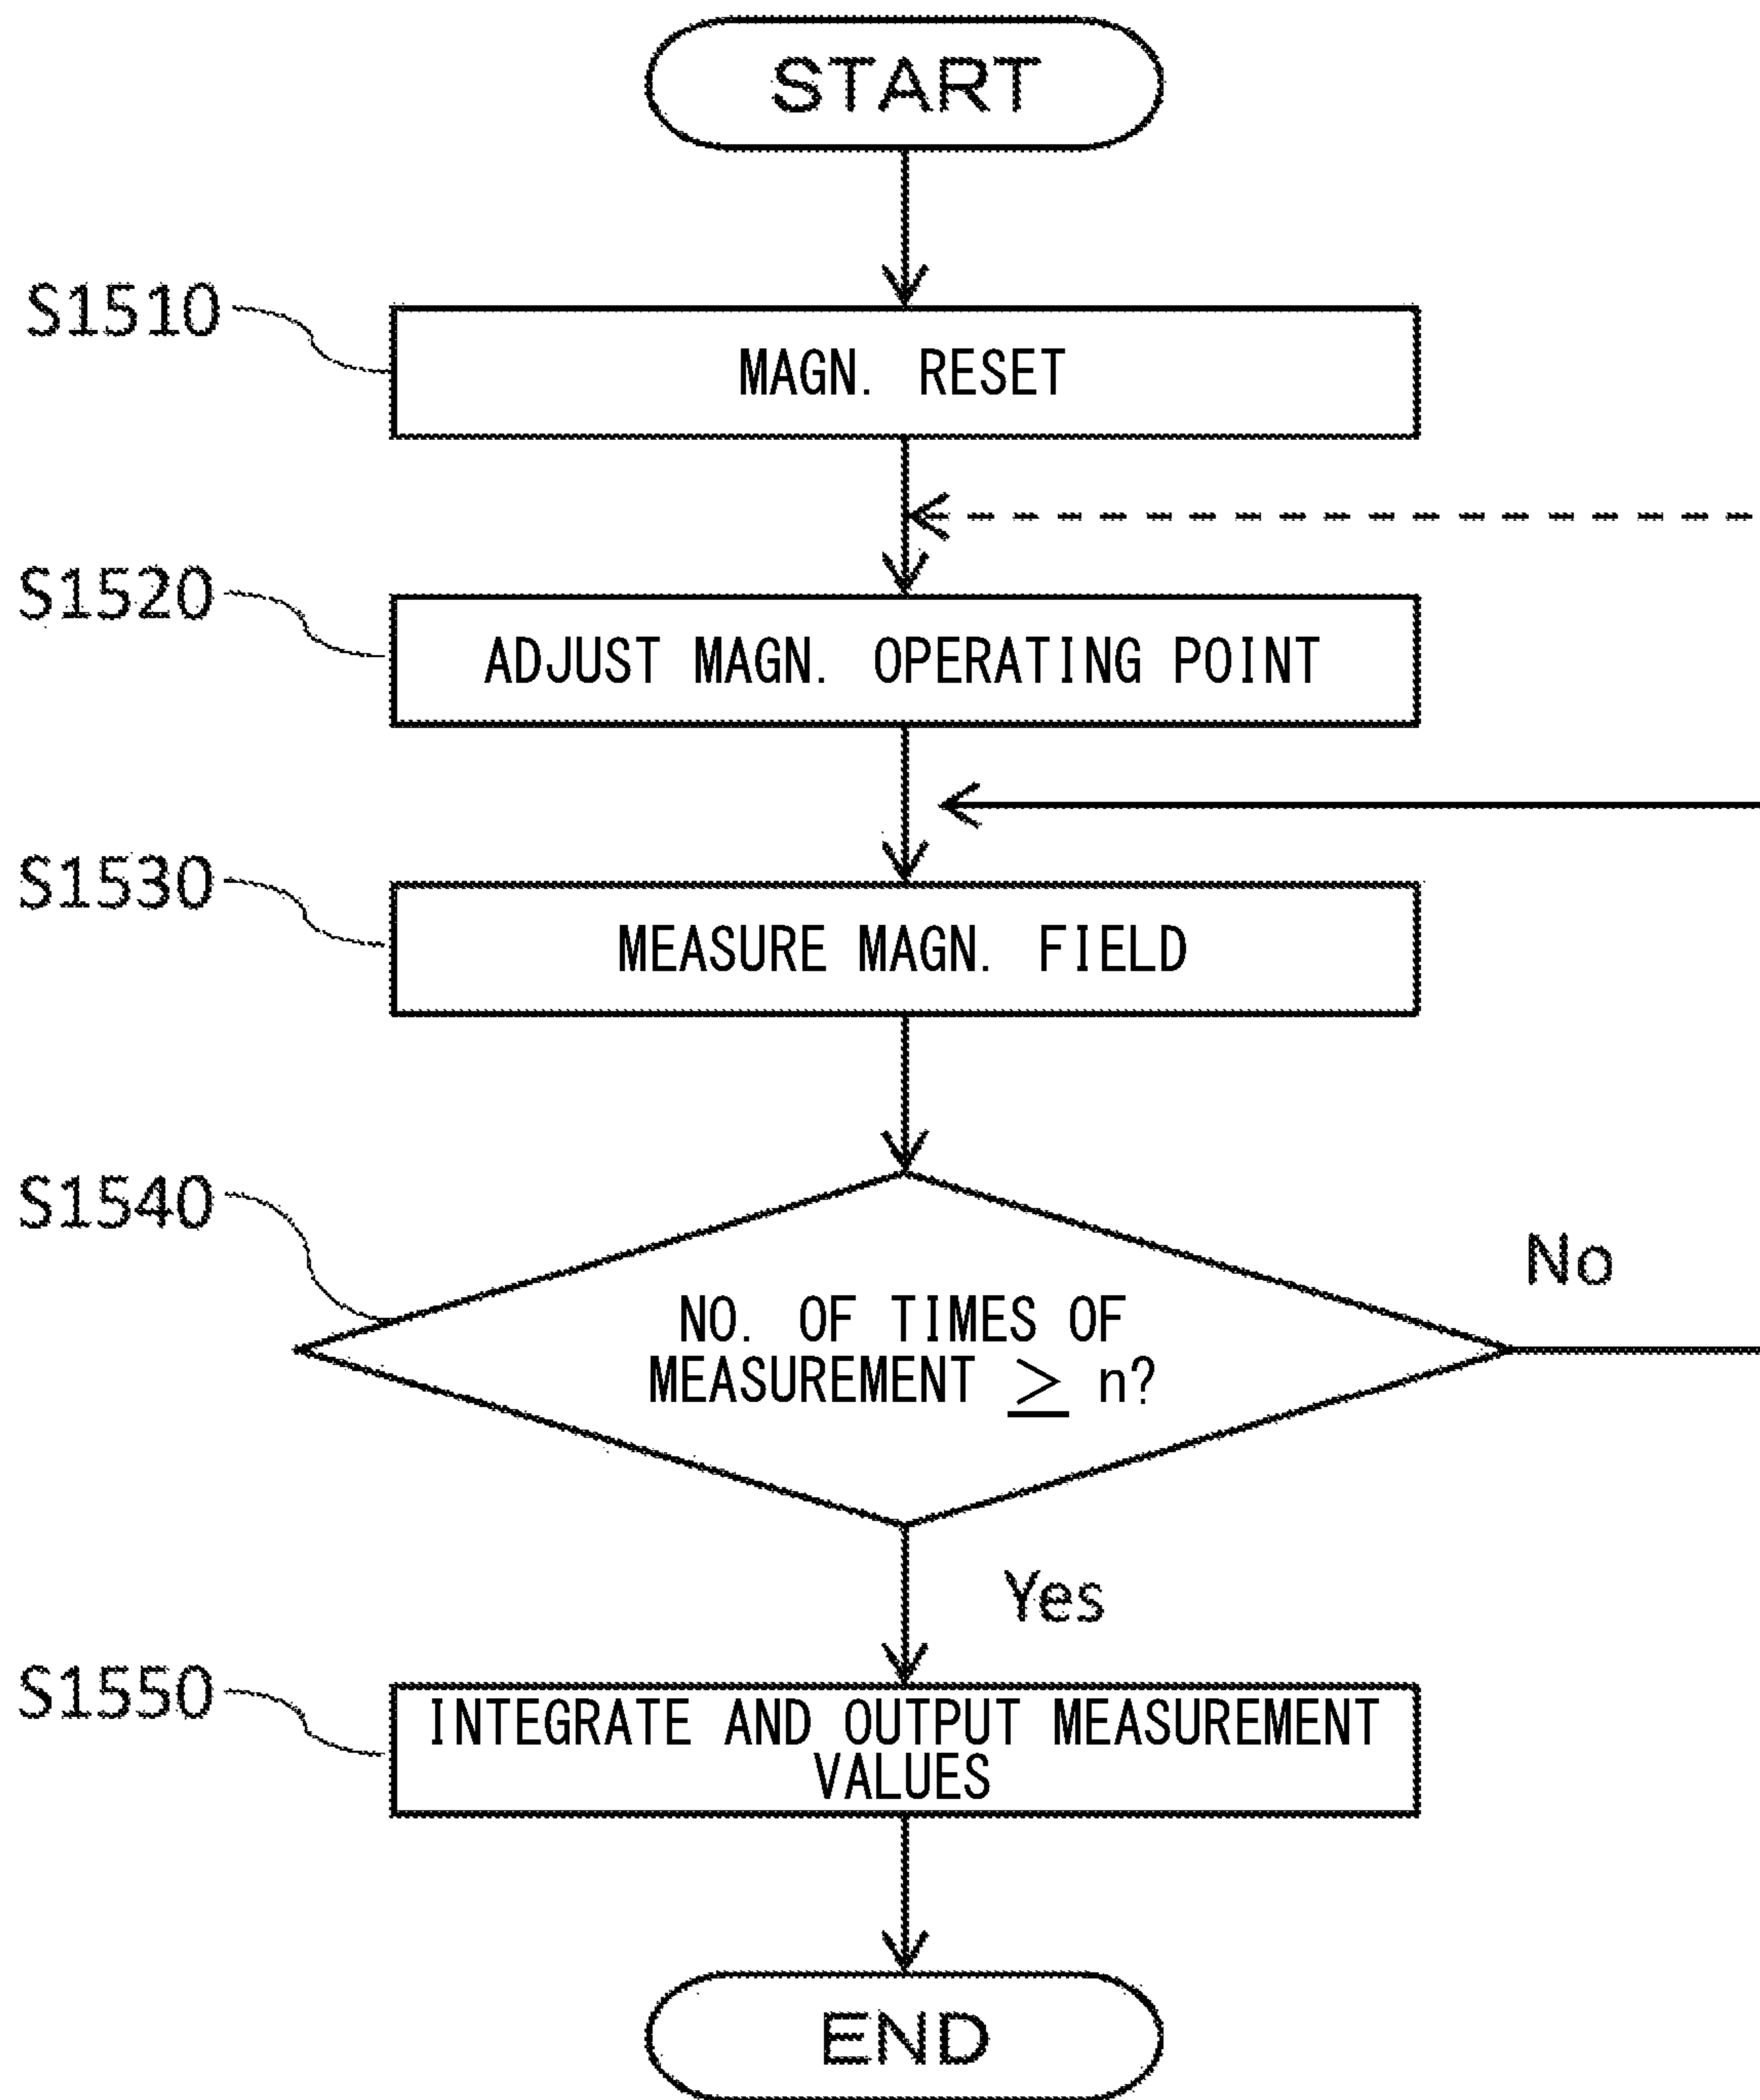 START
S1510
MAGN. RESET
S1520
ADJUST MAGN. OPERATING POINT
S1530
MEASURE MAGN. FIELD
S1540
NO. OF TIMES OF
MEASUREMENT ≥ n?
No
Yes
S1550
INTEGRATE AND OUTPUT MEASUREMENT
VALUES
END